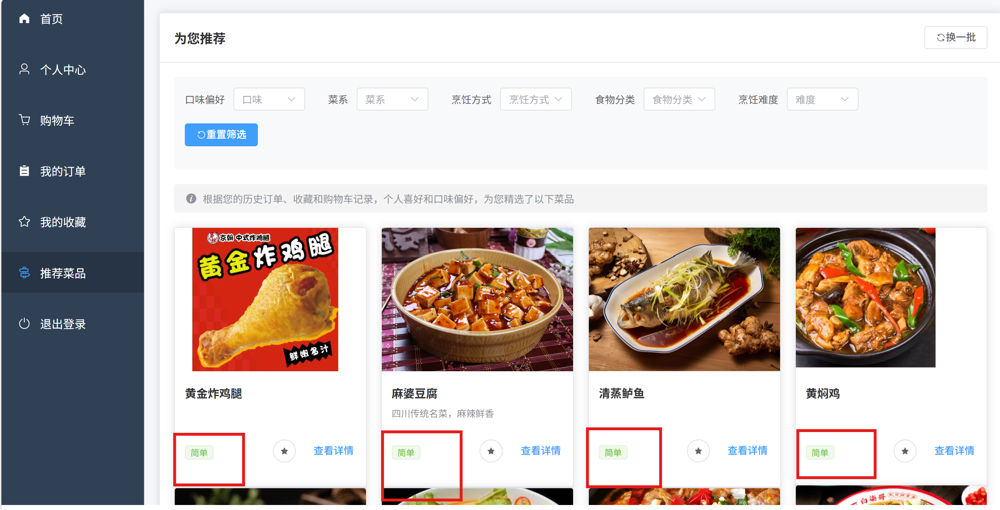 首页
个人中心
购物车
我的订单
我的收藏
推荐菜品
退出登录
为您推荐
换一批
口味偏好 口味 菜系 菜系 烹饪方式 烹饪方式 食物分类 食物分类 烹饪难度 难度
重置筛选
根据您的历史订单、收藏和购物车记录，个人喜好和口味偏好，为您精选了以下菜品
京翰 中式炸鸡腿
黄金炸鸡腿
鲜嫩多汁
黄金炸鸡腿
简单 查看详情
麻婆豆腐
四川传统名菜，麻辣鲜香
简单 查看详情
清蒸鲈鱼
简单 查看详情
黄焖鸡
简单 查看详情
白柒哥